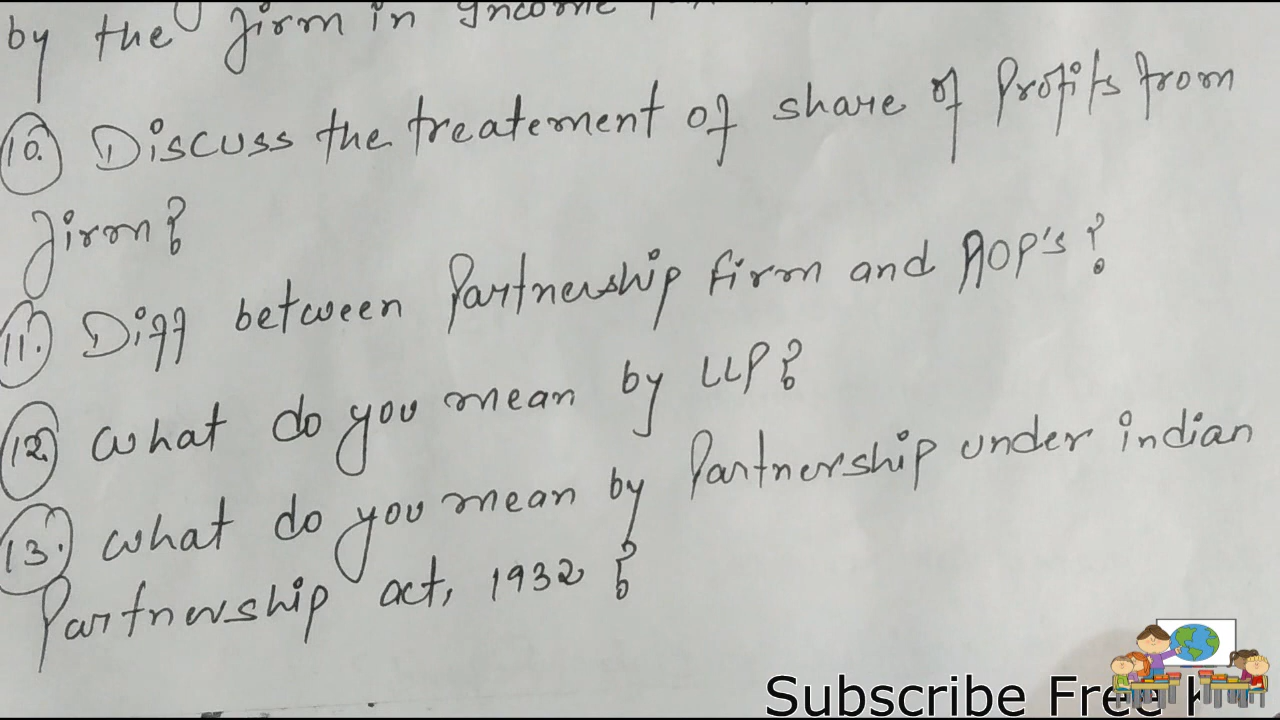 by the firm in Income
10. Discuss the treatement of share of Profits from
firm?
11. Diff between Partnership firm and AOP's?
12. What do you mean by LLP?
13. What do you mean by Partnership under indian
Partnership act, 1932?
Subscribe Free